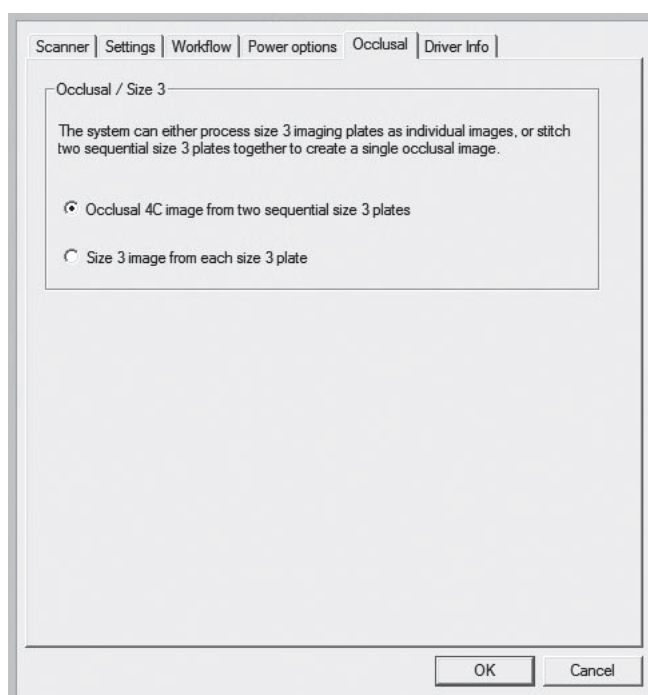 Scanner Settings Workflow Power options Occlusal Driver Info
Occlusal / Size 3
The system can either process size 3 imaging plates as individual images, or stitch
two sequential size 3 plates together to create a single occlusal image.
Occlusal 4C image from two sequential size 3 plates
Size 3 image from each size 3 plate
OK Cancel